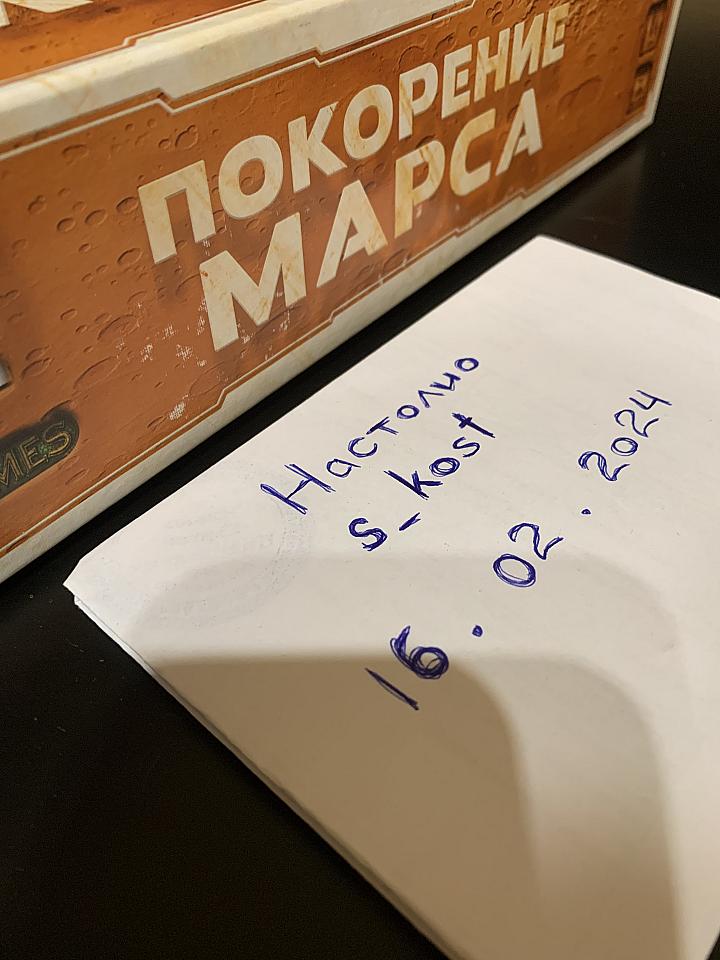 ПОКОРЕНИЕ
МАРСА
Настолио
s_kost
16.02.2024